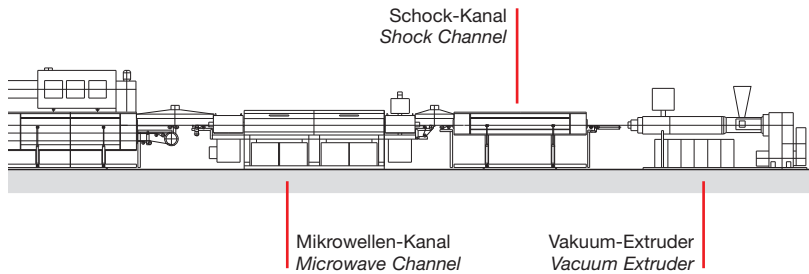 Schock-Kanal
Shock Channel
Mikrowellen-Kanal
Microwave Channel
Vakuum-Extruder
Vacuum Extruder